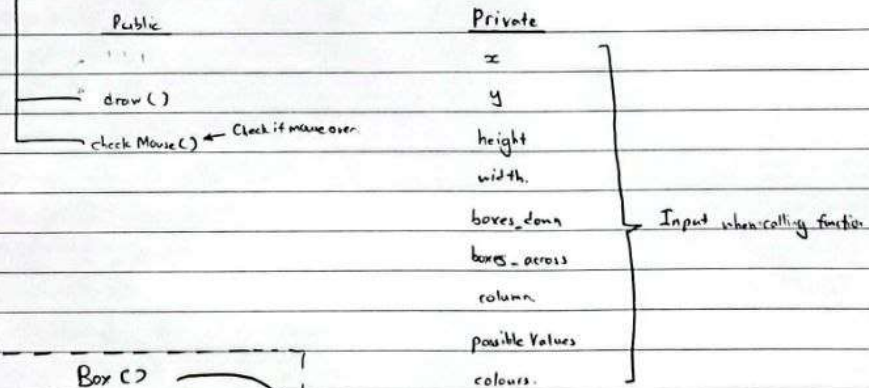 Public Private
x
draw() y
checkMouse() ← Check if mouse over. height
width.
boxes_down
boxes_across Input when calling function
column
possible Values
Box() colours.